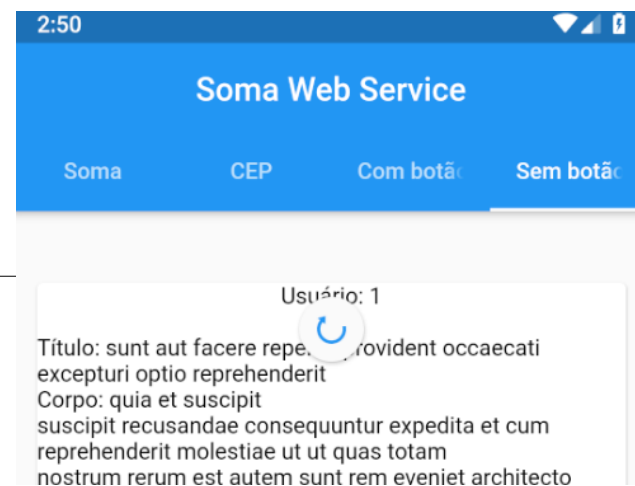 2:50
Soma Web Service
Soma CEP Com botão Sem botão
Usuário: 1
Título: sunt aut facere repe provident occaecati
excepturi optio reprehenderit
Corpo: quia et suscipit
suscipit recusandae consequuntur expedita et cum
reprehenderit molestiae ut ut quas totam
nostrum rerum est autem sunt rem eveniet architecto